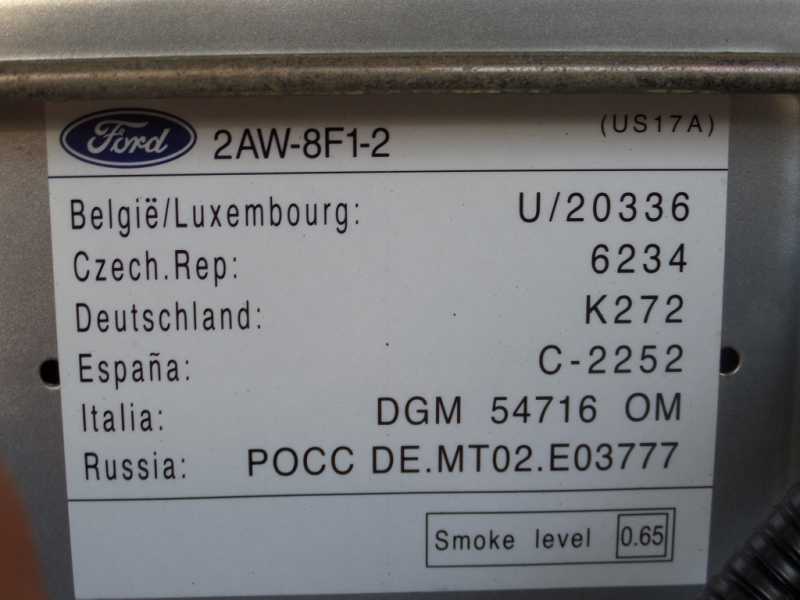 Ford 2AW-8F1-2 (US17A)
België/Luxembourg: U/20336
Czech.Rep: 6234
Deutschland: K272
España: C-2252
Italia: DGM 54716 OM
Russia: POCC DE.MT02.E03777
Smoke level 0.65